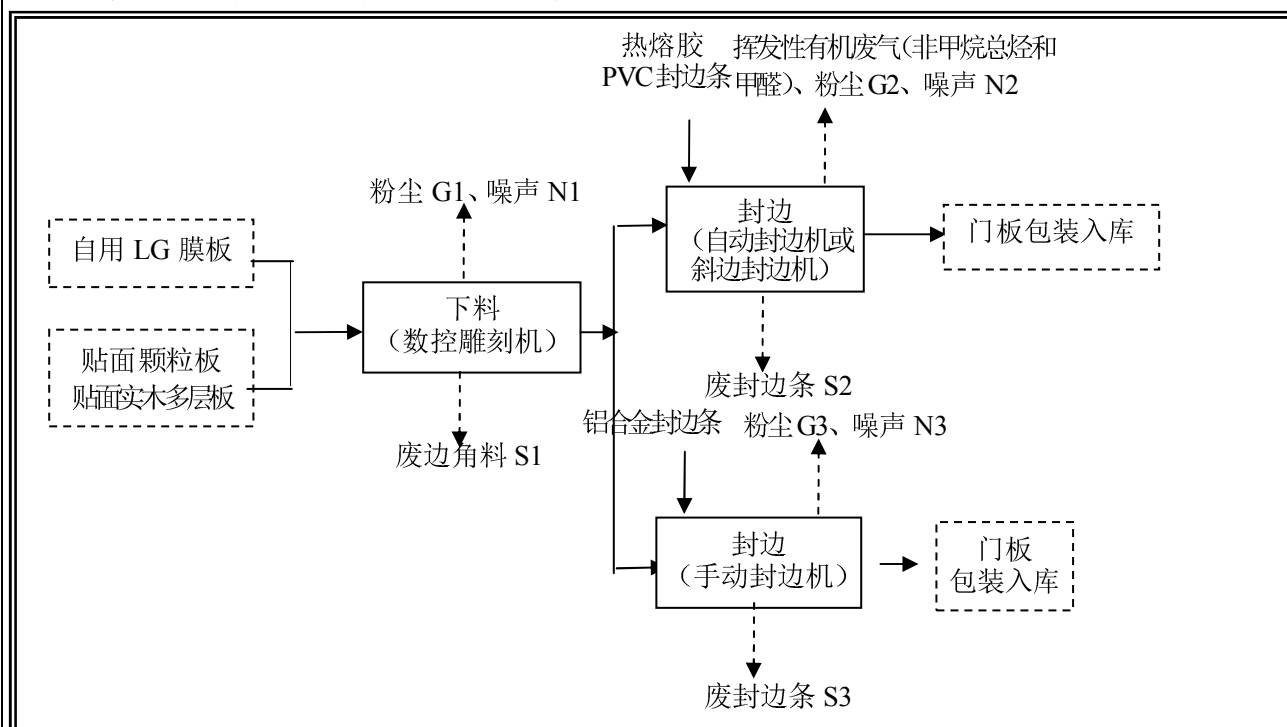 热熔胶
PVC封边条
挥发性有机废气(非甲烷总烃和
甲醛)、粉尘G2、噪声 N2
粉尘 G1、噪声 N1
自用 LG 膜板
贴面颗粒板
贴面实木多层板
下料
(数控雕刻机)
废边角料 S1
封边
(自动封边机或
斜边封边机)
门板包装入库
废封边条 S2
铝合金封边条
粉尘G3、噪声 N3
封边
(手动封边机)
门板
包装入库
废封边条 S3